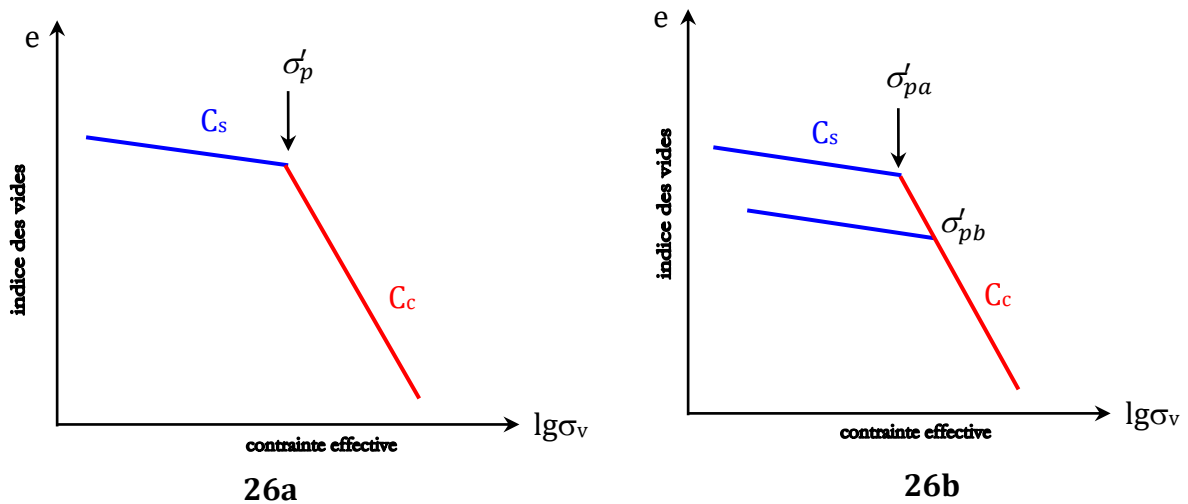 e
σ′p
Cs
indice des vides
Cc
lgσv
contrainte effective
26a
e
σ′pa
Cs
indice des vides
σ′pb
Cc
lgσv
contrainte effective
26b